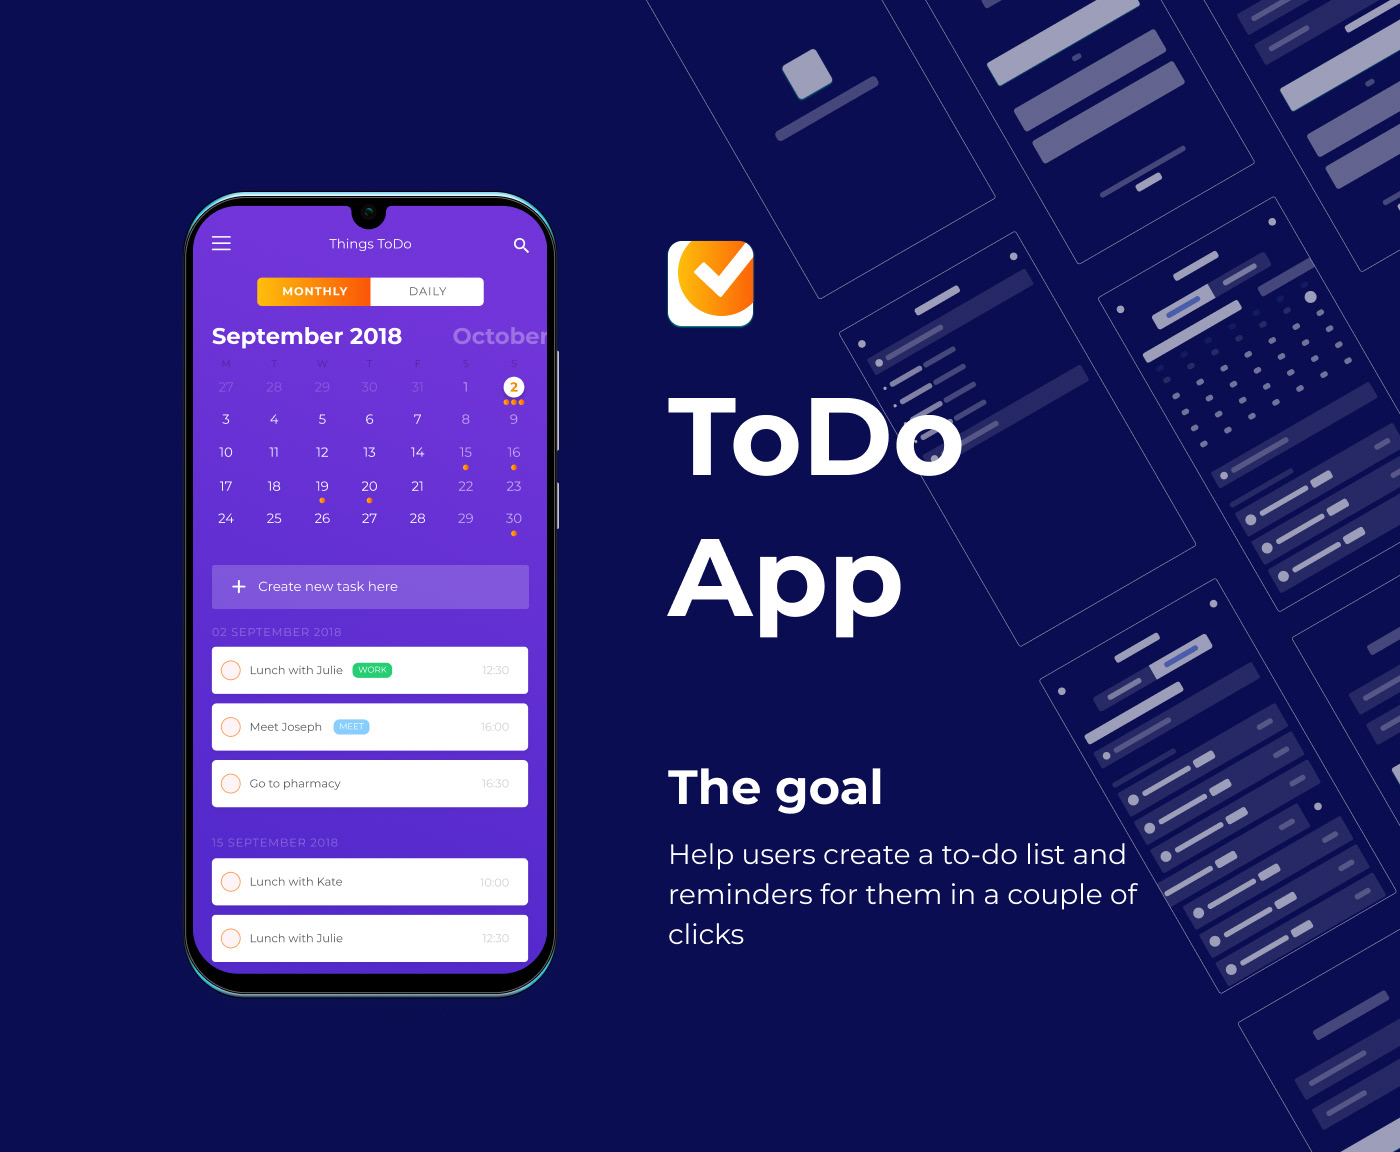 Things ToDo
MONTHLY DAILY
September 2018 October
M T W T F S S
27 28 29 30 31 1 2
3 4 5 6 7 8 9
10 11 12 13 14 15 16
17 18 19 20 21 22 23
24 25 26 27 28 29 30
+ Create new task here
02 SEPTEMBER 2018
Lunch with Julie WORK 12:30
Meet Joseph MEET 16:00
Go to pharmacy 16:30
15 SEPTEMBER 2018
Lunch with Kate 10:00
Lunch with Julie 12:30
ToDo
App
The goal
Help users create a to-do list and
reminders for them in a couple of
clicks